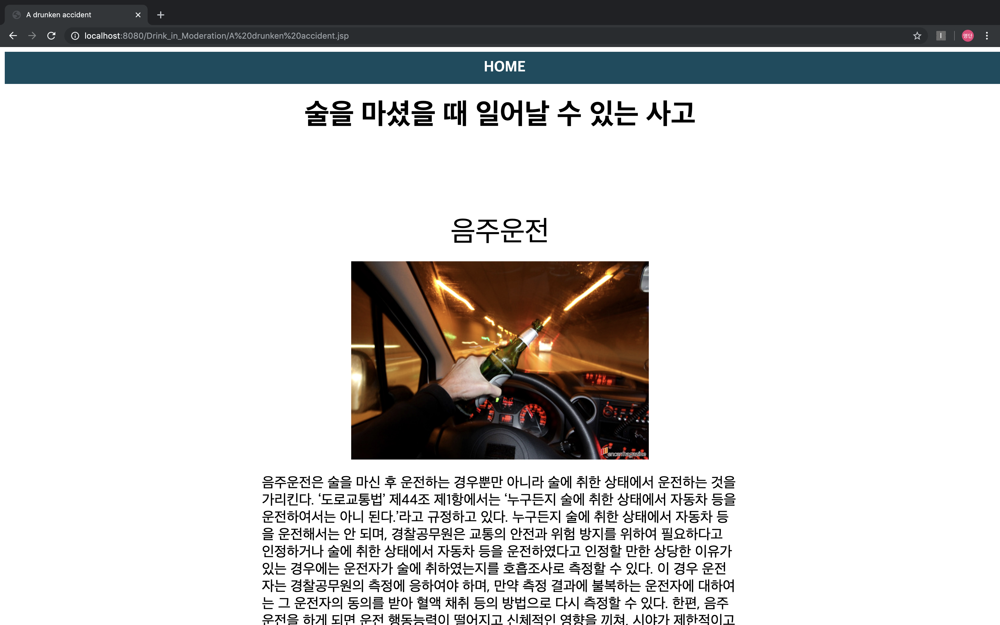 A drunken accident
localhost:8080/Drink_in_Moderation/A%20drunken%20accident.jsp
영단
HOME
술을 마셨을 때 일어날 수 있는 사고
음주운전
encarmagazine
음주운전은 술을 마신 후 운전하는 경우뿐만 아니라 술에 취한 상태에서 운전하는 것을
가리킨다. ‘도로교통법’ 제44조 제1항에서는 ‘누구든지 술에 취한 상태에서 자동차 등을
운전하여서는 아니 된다.’라고 규정하고 있다. 누구든지 술에 취한 상태에서 자동차 등
을 운전해서는 안 되며, 경찰공무원은 교통의 안전과 위험 방지를 위하여 필요하다고
인정하거나 술에 취한 상태에서 자동차 등을 운전하였다고 인정할 만한 상당한 이유가
있는 경우에는 운전자가 술에 취하였는지를 호흡조사로 측정할 수 있다. 이 경우 운전
자는 경찰공무원의 측정에 응하여야 하며, 만약 측정 결과에 불복하는 운전자에 대하여
는 그 운전자의 동의를 받아 혈액 채취 등의 방법으로 다시 측정할 수 있다. 한편, 음주
운전을 하게 되면 운전 행동능력이 떨어지고 신체적인 영향을 끼쳐, 시야가 제한적이고